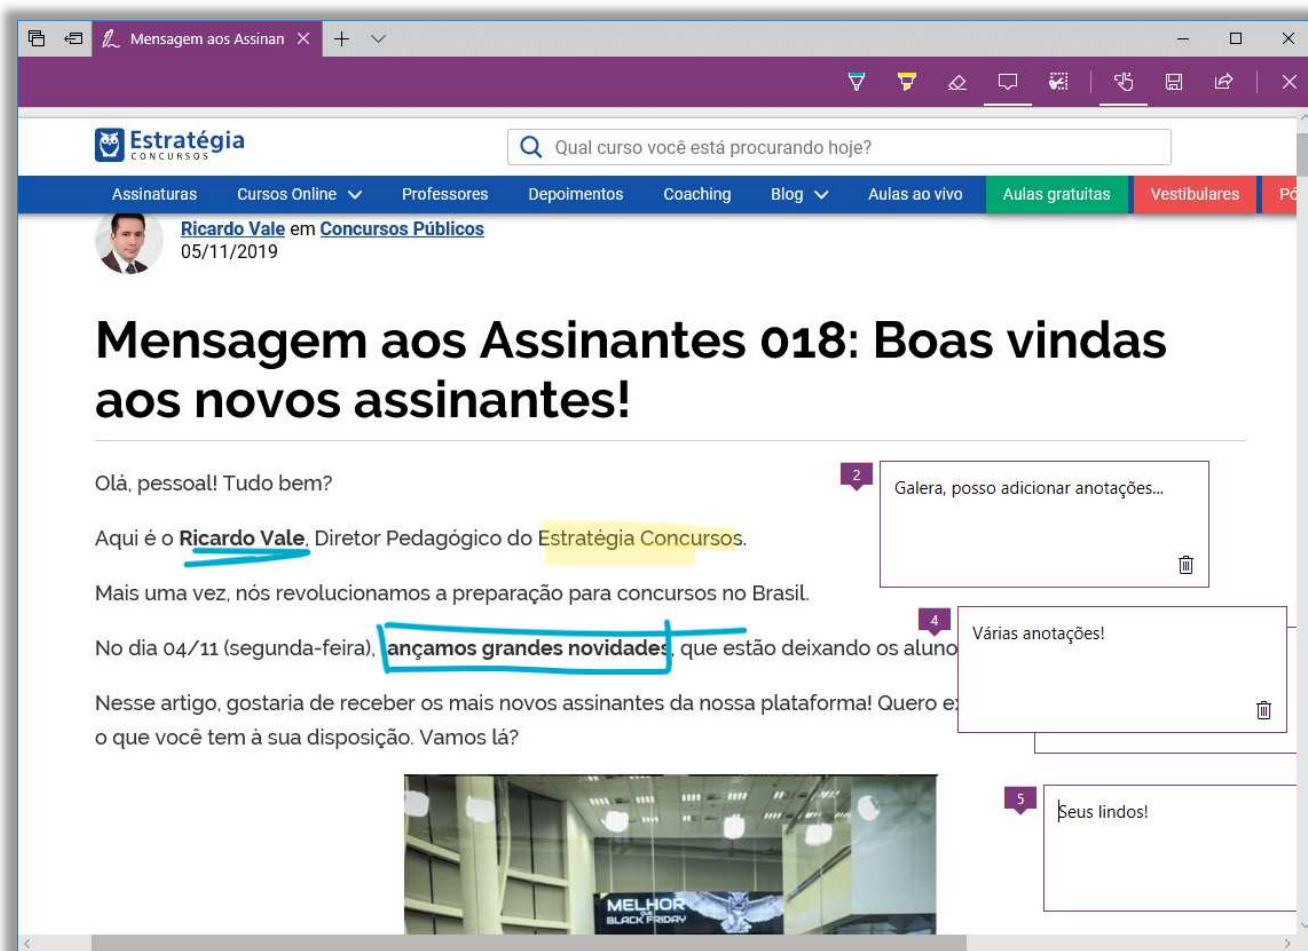 Mensagem aos Assinan
Estratégia
CONCURSOS
Qual curso você está procurando hoje?
Assinaturas Cursos Online Professores Depoimentos Coaching Blog Aulas ao vivo Aulas gratuitas Vestibulares
Ricardo Vale em Concursos Públicos
05/11/2019
Mensagem aos Assinantes 018: Boas vindas
aos novos assinantes!
Olá, pessoal! Tudo bem?
Aqui é o Ricardo Vale, Diretor Pedagógico do Estratégia Concursos.
Mais uma vez, nós revolucionamos a preparação para concursos no Brasil.
No dia 04/11 (segunda-feira), ançamos grandes novidades, que estão deixando os aluno
Nesse artigo, gostaria de receber os mais novos assinantes da nossa plataforma! Quero e
o que você tem à sua disposição. Vamos lá?
2
Galera, posso adicionar anotações...
4
Várias anotações!
5
Seus lindos!
MELHOR
BLACK FRIDAY